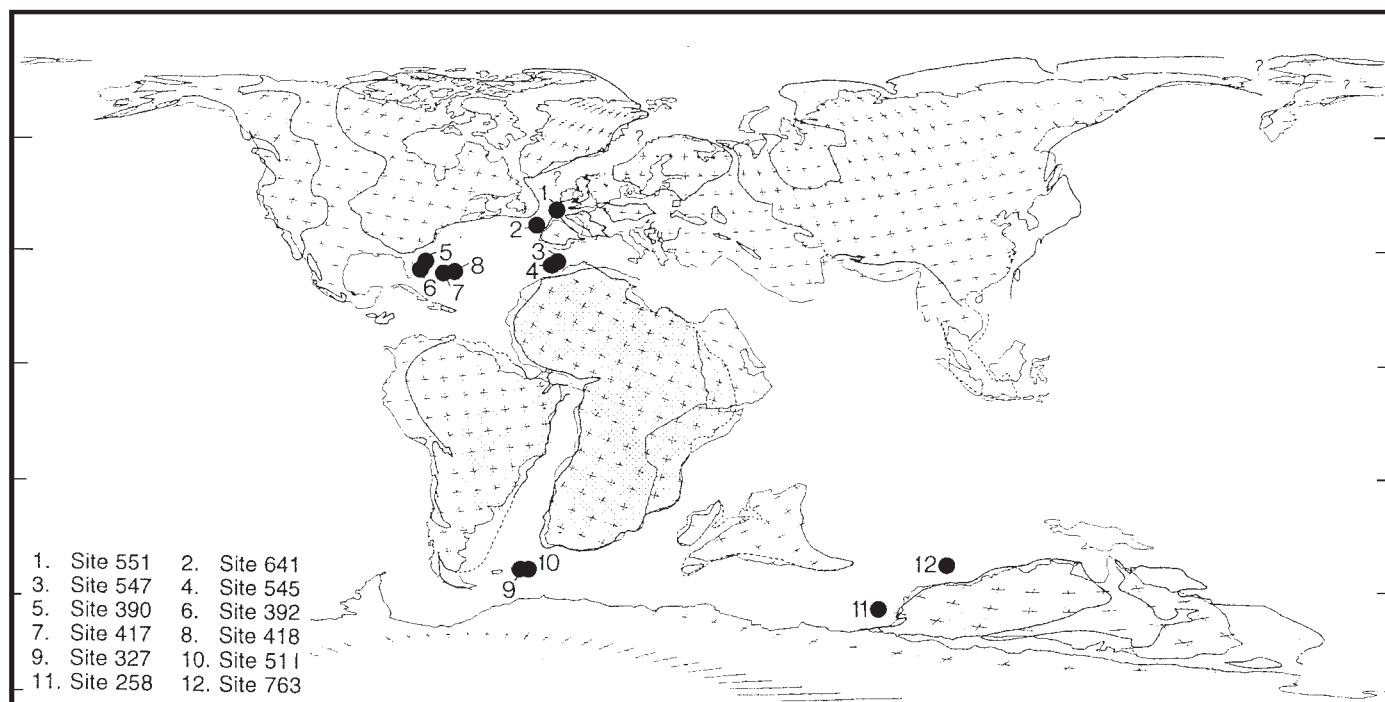 ?
?
?
1 ?
2
3
4
5
6
7
8
9
10
11
12
1. Site 551 2. Site 641
3. Site 547 4. Site 545
5. Site 390 6. Site 392
7. Site 417 8. Site 418
9. Site 327 10. Site 511
11. Site 258 12. Site 763